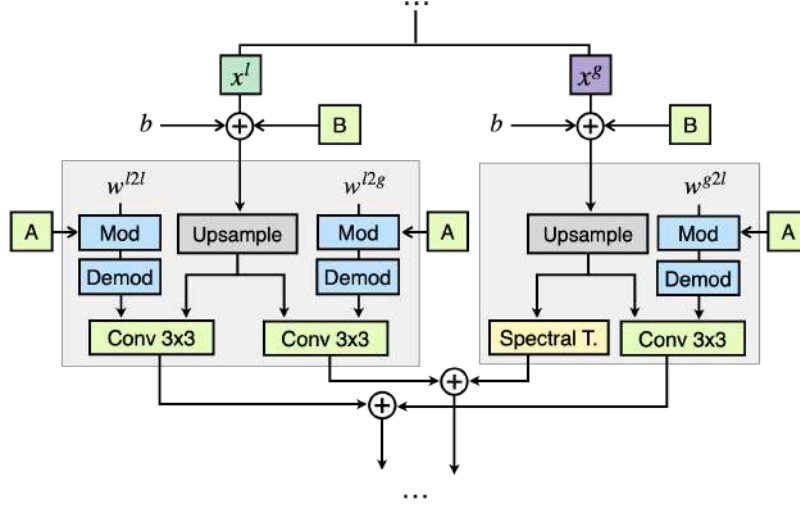 ...
x^l x^g
b + B b + B
w^{l2l} w^{l2g} w^{g2l}
A Mod Upsample Mod A Upsample Mod A
Demod Demod Demod
Conv 3x3 Conv 3x3 Spectral T. Conv 3x3
+
+
...